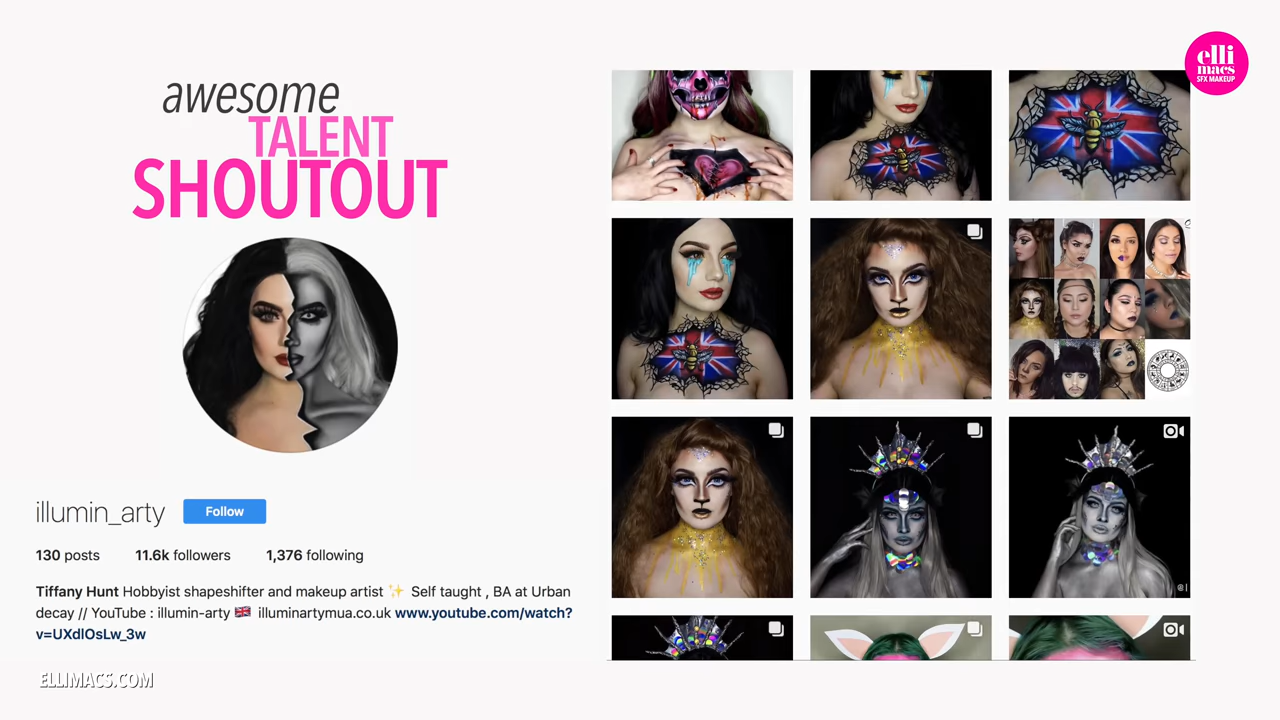 awesome
TALENT
SHOUTOUT
elli
macs
SFX MAKEUP
illumin_arty
Follow
130 posts 11.6k followers 1,376 following
Tiffany Hunt Hobbyist shapeshifter and makeup artist ✨ Self taught , BA at Urban
decay // YouTube : illumin-arty 🇬🇧 illuminartymua.co.uk www.youtube.com/watch?
v=UXdlOsLw_3w
ELLIMACS.COM